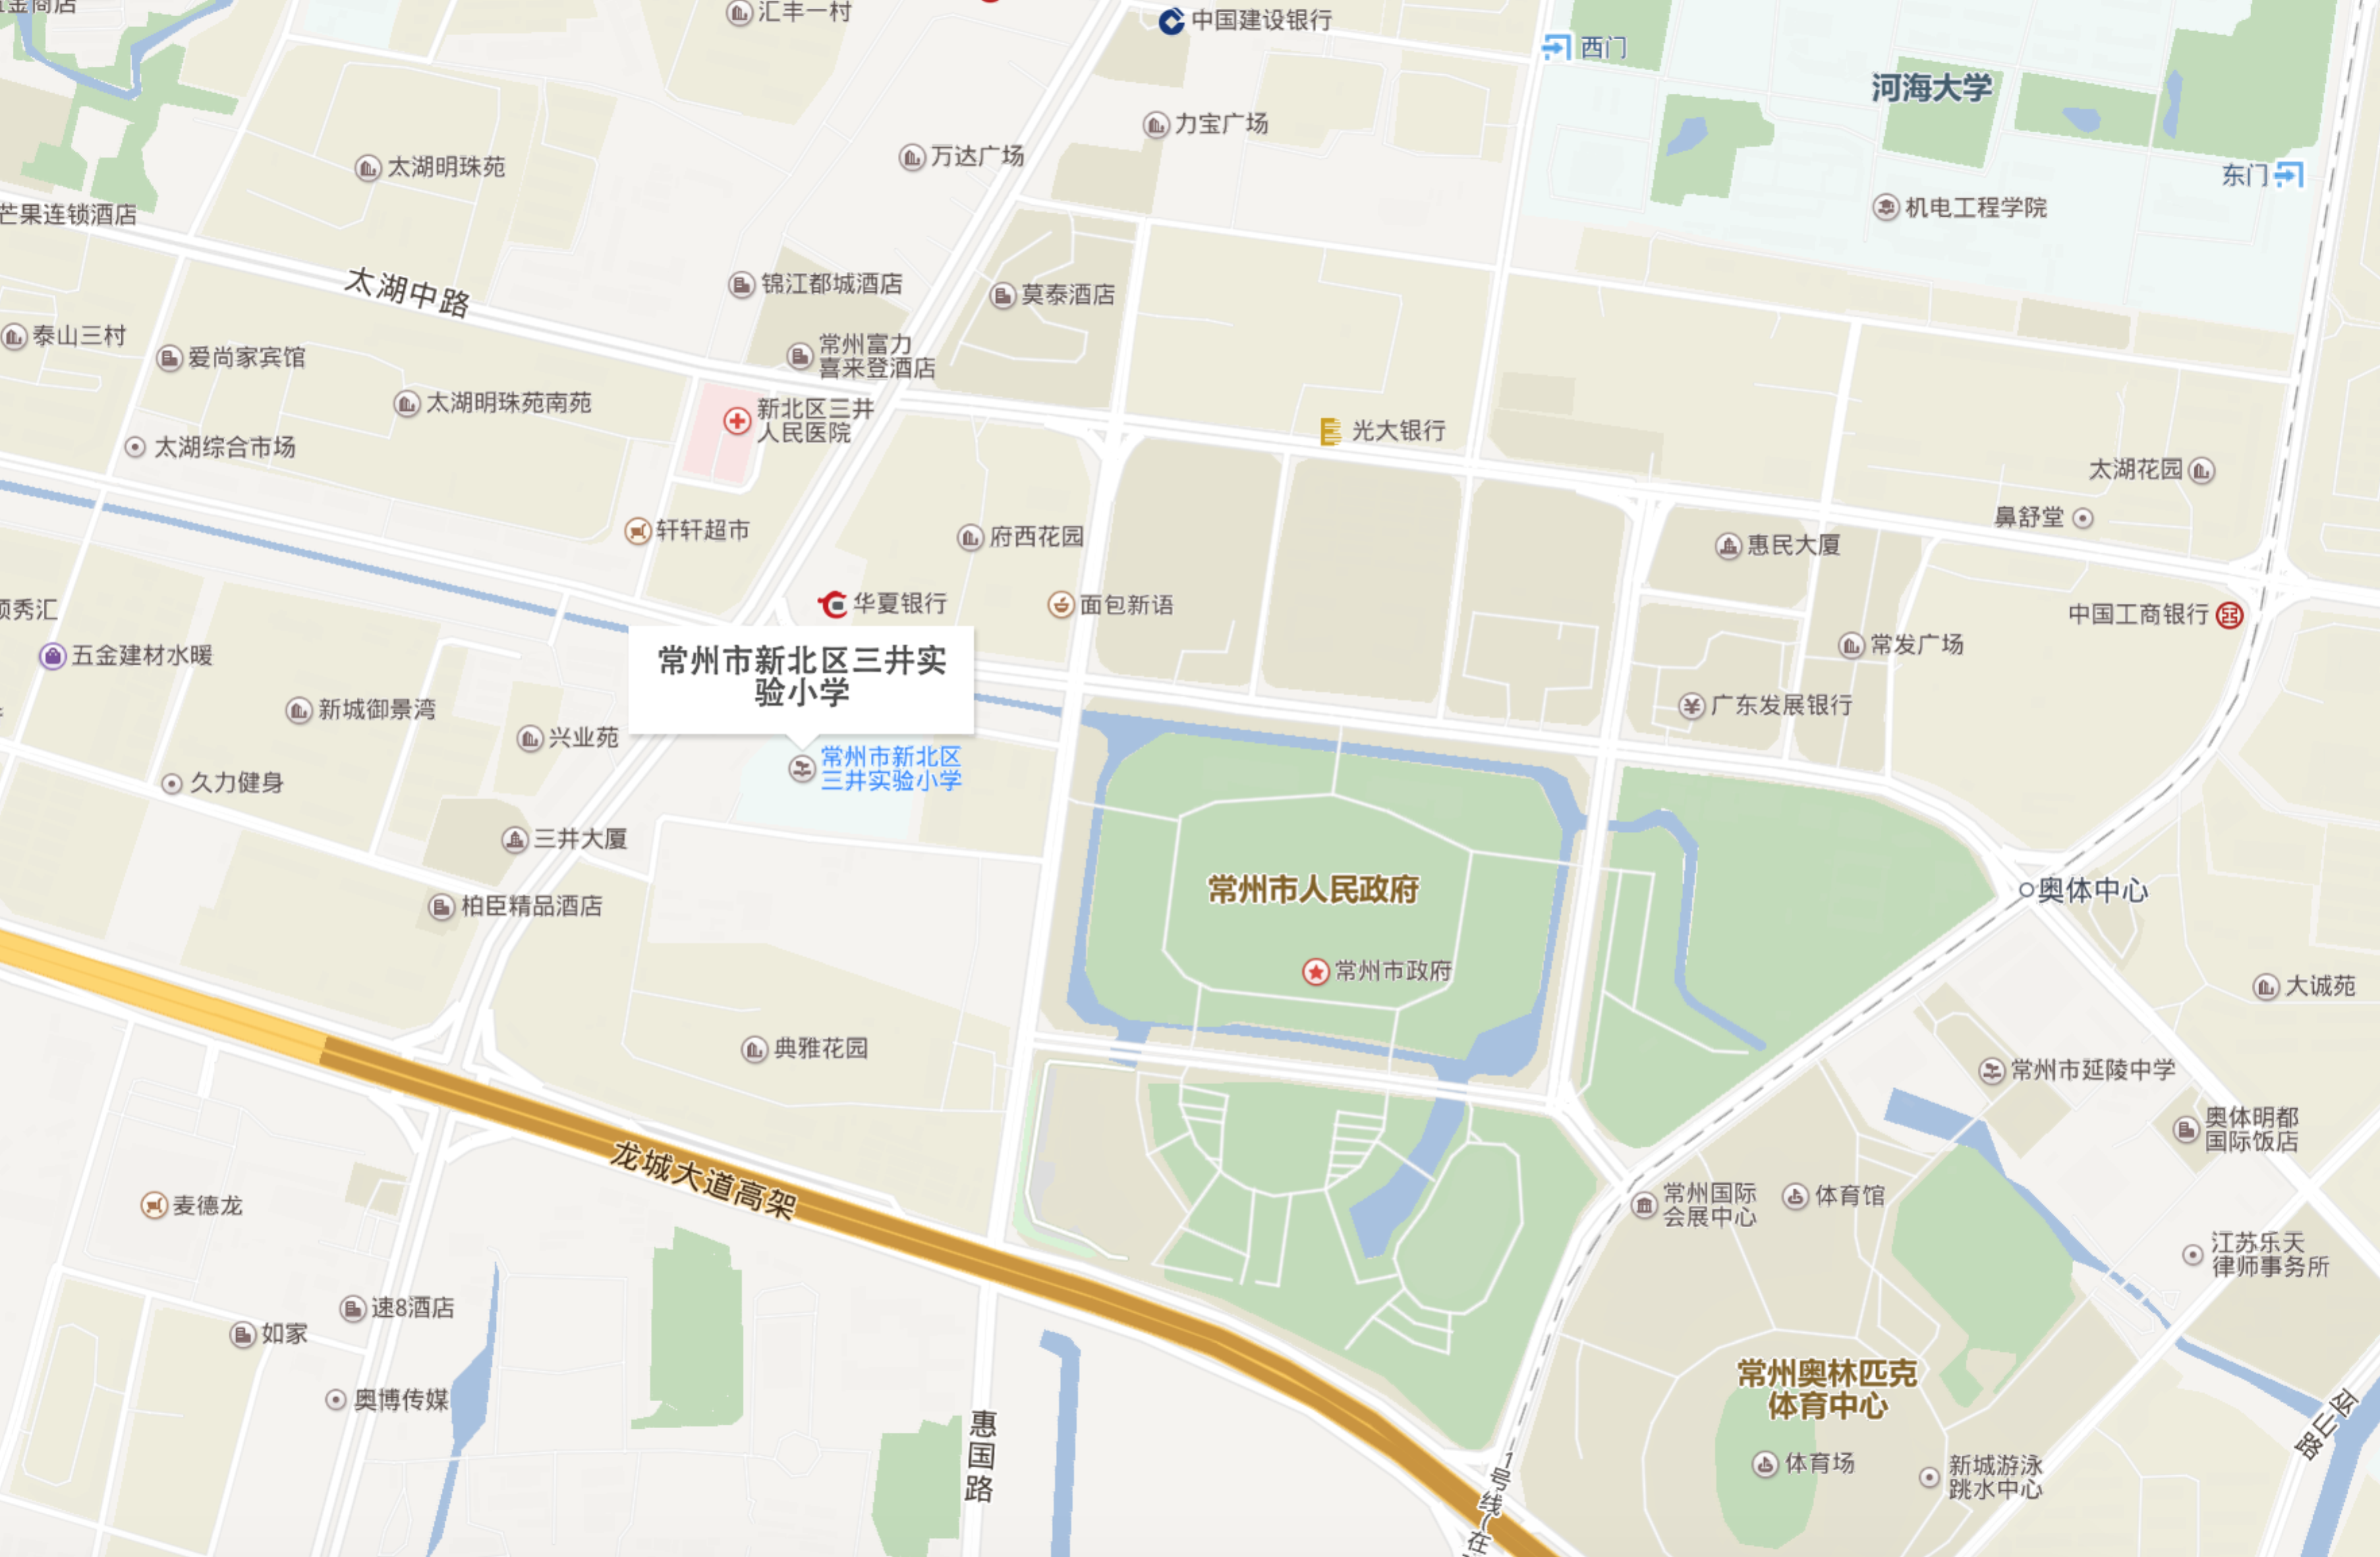 汇丰一村
中国建设银行
西门
河海大学
力宝广场
万达广场
太湖明珠苑
东门
机电工程学院
芒果连锁酒店
太湖中路
锦江都城酒店
莫泰酒店
泰山三村
爱尚家宾馆
常州富力
喜来登酒店
太湖明珠苑南苑
新北区三井
人民医院
光大银行
太湖综合市场
太湖花园
鼻舒堂
轩轩超市
府西花园
惠民大厦
华夏银行
面包新语
秀汇
中国工商银行
五金建材水暖
常州市新北区三井实
验小学
常发广场
新城御景湾
兴业苑
广东发展银行
常州市新北区
三井实验小学
久力健身
三井大厦
常州市人民政府
奥体中心
柏臣精品酒店
常州市政府
大诚苑
典雅花园
常州市延陵中学
奥体明都
国际饭店
龙城大道高架
麦德龙
常州国际
会展中心
体育馆
江苏乐天
律师事务所
速8酒店
如家
奥博传媒
常州奥林匹克
体育中心
惠国路
巫山路
体育场
新城游泳
跳水中心
1号线(在